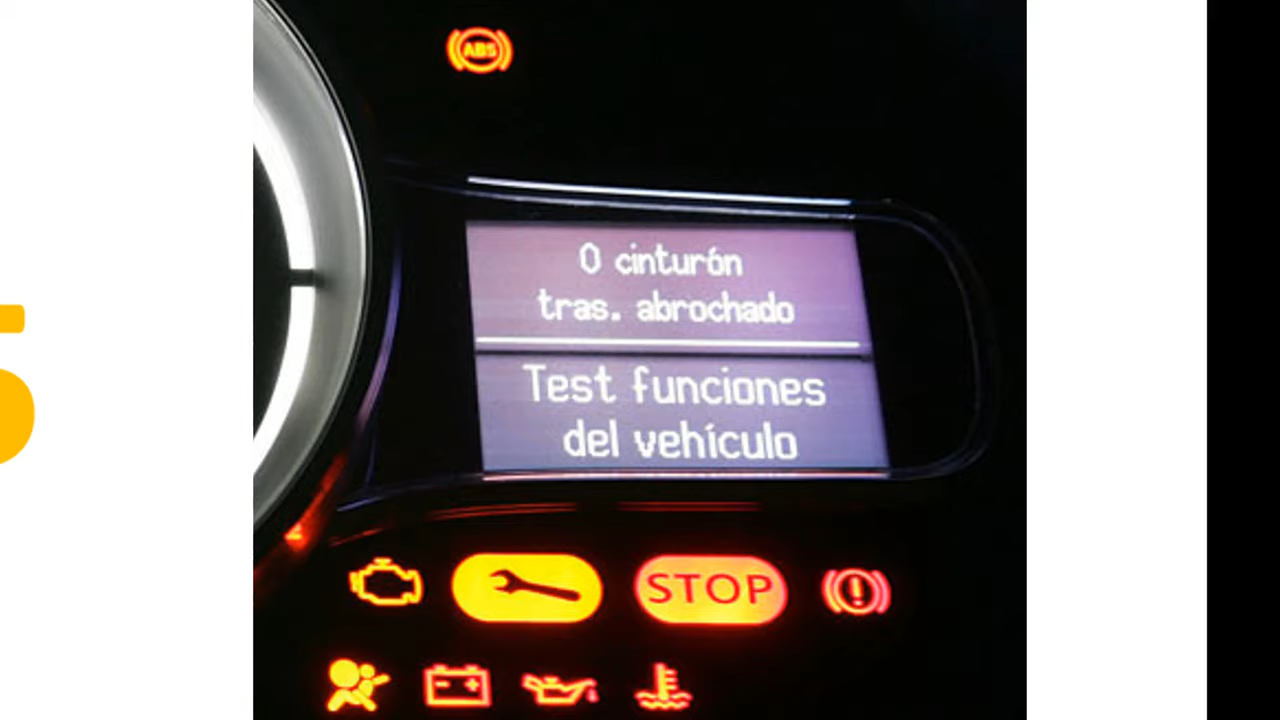 ABS
0 cinturón
tras. abrochado
Test funciones
del vehículo
STOP